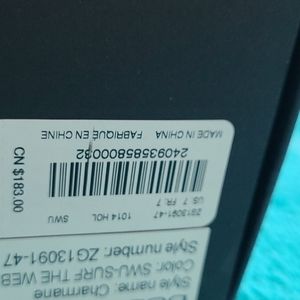 ZG13091-47 1014 HOL SWU
US :7 FR :7
2409358580003
MADE IN CHINA FABRIQUÉ EN CHINE
CN $183.00
Style name: Charmane
Color: SWU-SURF THE WEB
Style number: ZG13091-47